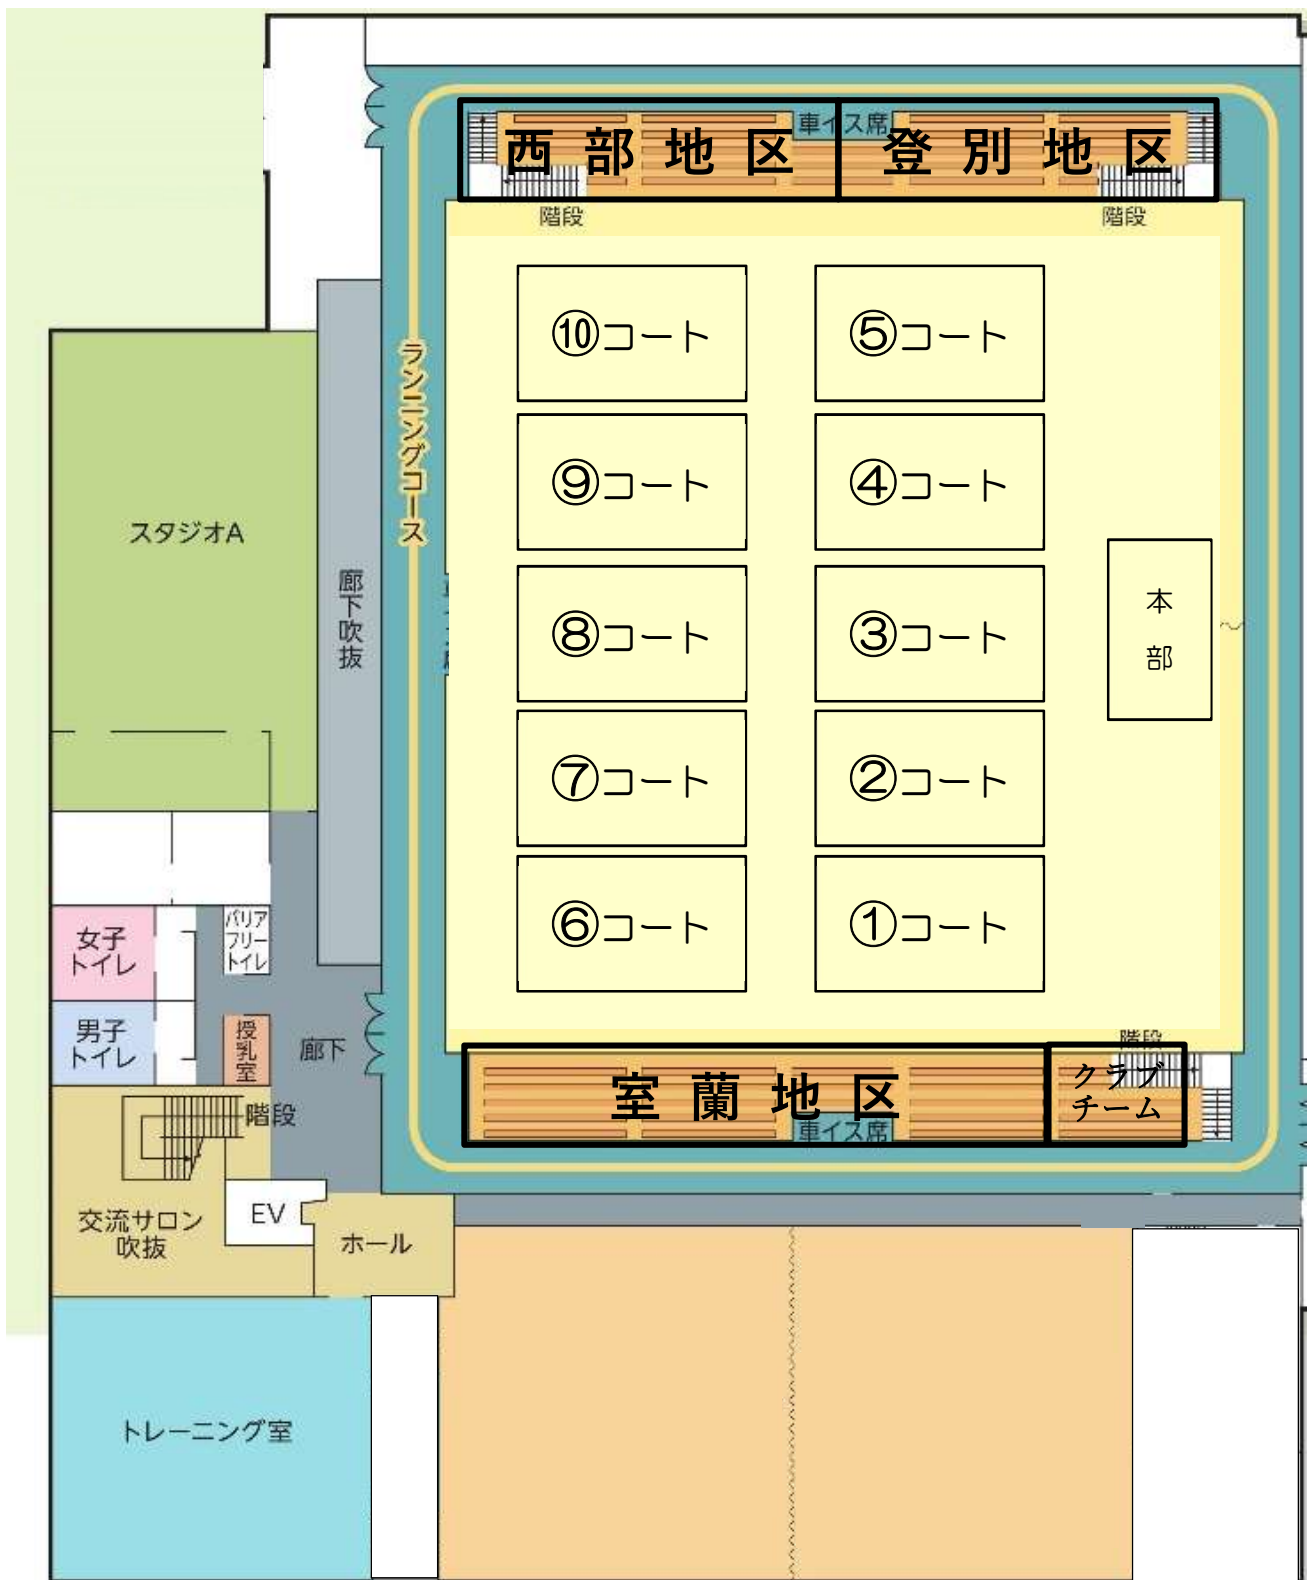 車イス席
西部地区
登別地区
階段
階段
⑩コート
⑤コート
ランニングコース
⑨コート
④コート
スタジオA
廊下吹抜
⑧コート
③コート
本部
⑦コート
②コート
⑥コート
①コート
女子
トイレ
バリア
フリー
トイレ
男子
トイレ
授乳室
廊下
階段
室蘭地区
クラブ
チーム
車イス席
階段
交流サロン
吹抜
EV
ホール
トレーニング室